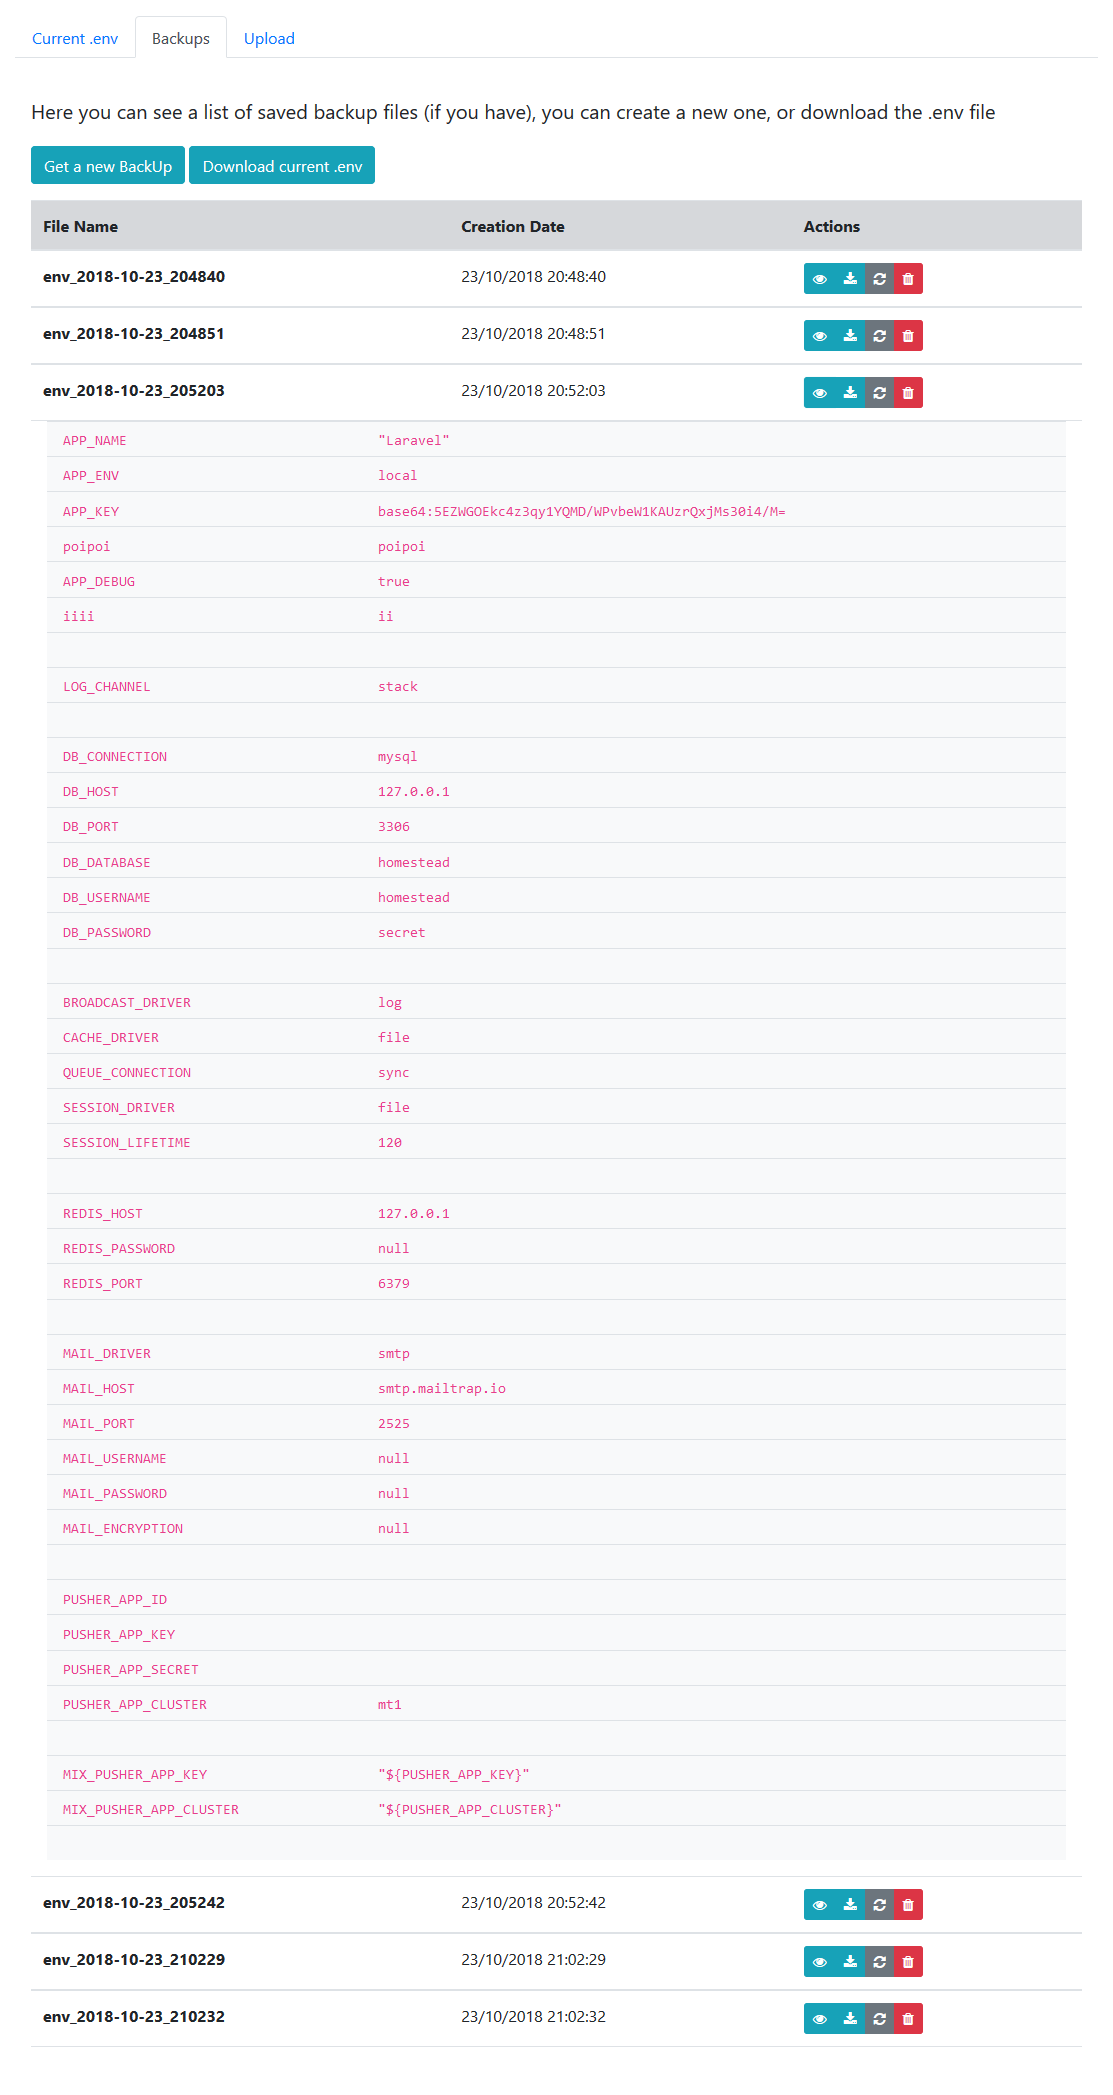 Current .env Backups Upload
Here you can see a list of saved backup files (if you have), you can create a new one, or download the .env file
Get a new BackUp Download current .env
File Name Creation Date Actions
env_2018-10-23_204840 23/10/2018 20:48:40
env_2018-10-23_204851 23/10/2018 20:48:51
env_2018-10-23_205203 23/10/2018 20:52:03
APP_NAME "Laravel"
APP_ENV local
APP_KEY base64:5EZWGOEkc4z3qy1YQMD/WPvbeW1KAUzrQxjMs30i4/M=
poipoi poipoi
APP_DEBUG true
iiii ii
LOG_CHANNEL stack
DB_CONNECTION mysql
DB_HOST 127.0.0.1
DB_PORT 3306
DB_DATABASE homestead
DB_USERNAME homestead
DB_PASSWORD secret
BROADCAST_DRIVER log
CACHE_DRIVER file
QUEUE_CONNECTION sync
SESSION_DRIVER file
SESSION_LIFETIME 120
REDIS_HOST 127.0.0.1
REDIS_PASSWORD null
REDIS_PORT 6379
MAIL_DRIVER smtp
MAIL_HOST smtp.mailtrap.io
MAIL_PORT 2525
MAIL_USERNAME null
MAIL_PASSWORD null
MAIL_ENCRYPTION null
PUSHER_APP_ID
PUSHER_APP_KEY
PUSHER_APP_SECRET
PUSHER_APP_CLUSTER mt1
MIX_PUSHER_APP_KEY "${PUSHER_APP_KEY}"
MIX_PUSHER_APP_CLUSTER "${PUSHER_APP_CLUSTER}"
env_2018-10-23_205242 23/10/2018 20:52:42
env_2018-10-23_210229 23/10/2018 21:02:29
env_2018-10-23_210232 23/10/2018 21:02:32